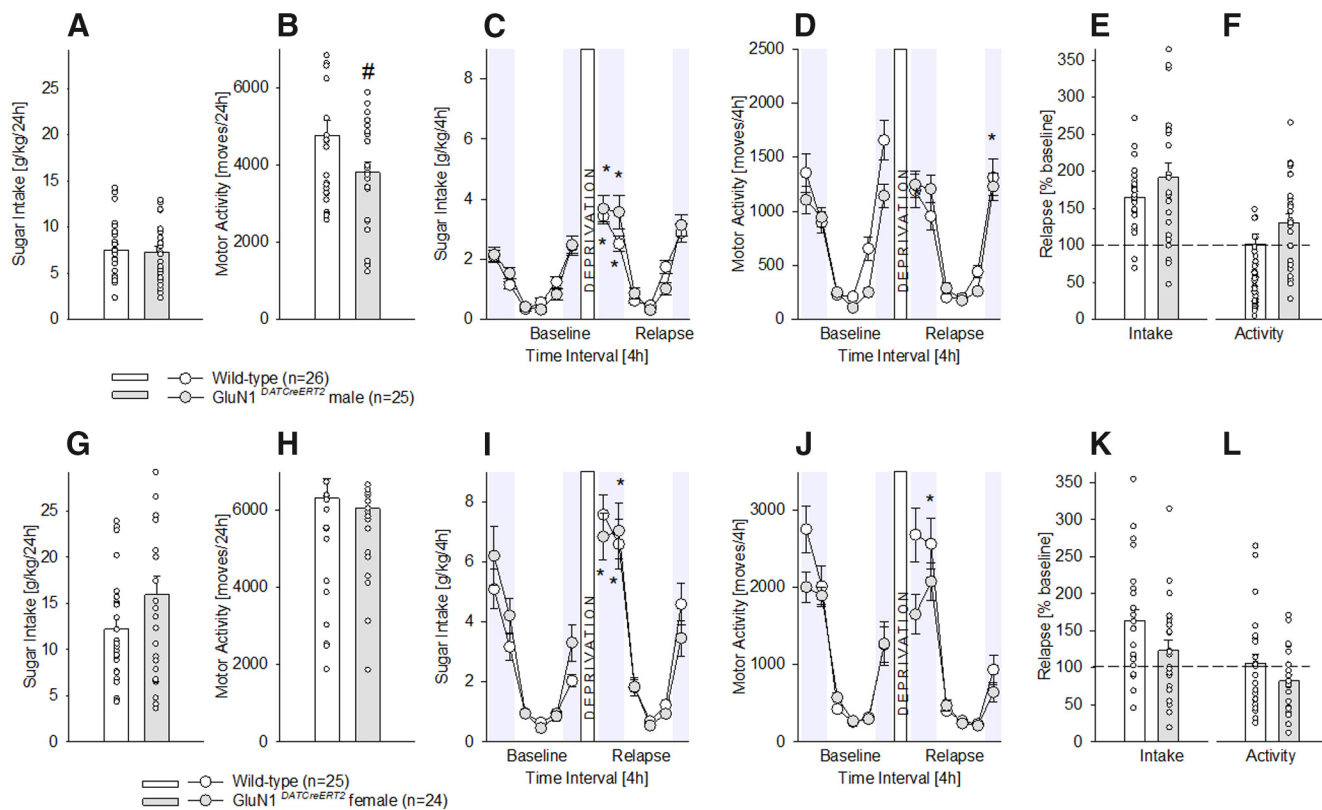 A
B
C
D
E
F
Sugar Intake [g/kg/24h]
25
20
15
10
5
0
Motor Activity [moves/24h]
6000
4000
2000
0
#
Sugar Intake [g/kg/4h]
8
6
4
2
0
DEPRIVATION
* *
*
*
Baseline Relapse
Time Interval [4h]
Motor Activity [moves/4h]
2500
2000
1500
1000
500
0
DEPRIVATION
*
*
Baseline Relapse
Time Interval [4h]
Relapse [% baseline]
350
300
250
200
150
100
50
0
Intake
Activity
Wild-type (n=26)
GluN1 DATCreERT2 male (n=25)
G
H
I
J
K
L
Sugar Intake [g/kg/24h]
25
20
15
10
5
0
Motor Activity [moves/24h]
6000
4000
2000
0
Sugar Intake [g/kg/4h]
8
6
4
2
0
DEPRIVATION
*
* *
Baseline Relapse
Time Interval [4h]
Motor Activity [moves/4h]
3000
2000
1000
0
DEPRIVATION
*
Baseline Relapse
Time Interval [4h]
Relapse [% baseline]
350
300
250
200
150
100
50
0
Intake
Activity
Wild-type (n=25)
GluN1 DATCreERT2 female (n=24)